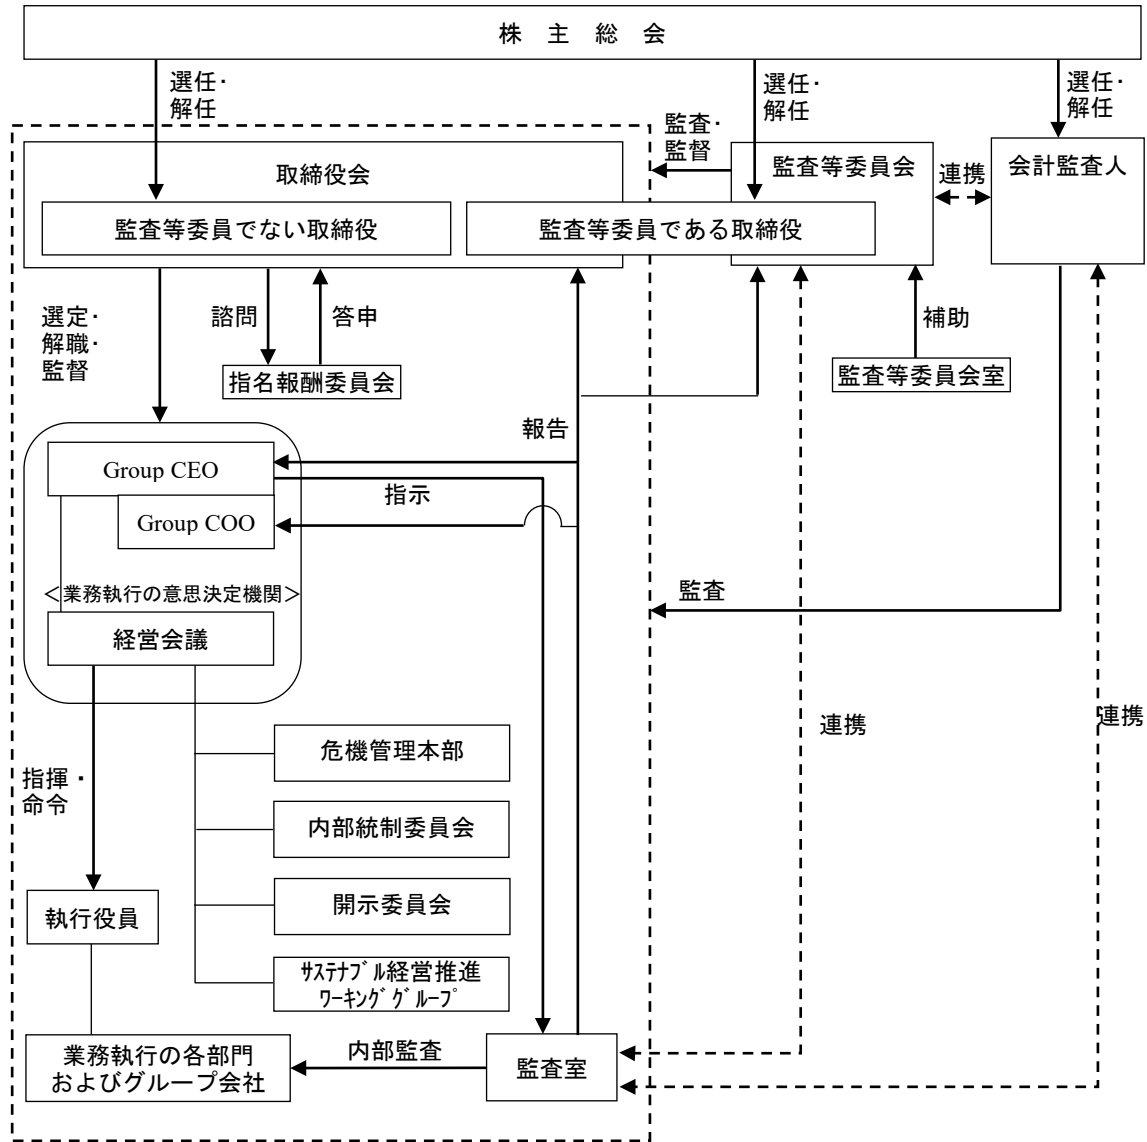 株 主 総 会
選任・
解任
選任・
解任
選任・
解任
監査・
監督
取締役会
監査等委員会
連携
会計監査人
監査等委員でない取締役
監査等委員である取締役
選定・
解職・
監督
諮問
答申
補助
指名報酬委員会
監査等委員会室
報告
Group CEO
指示
Group COO
＜業務執行の意思決定機関＞
監査
経営会議
連携
連携
危機管理本部
指揮・
命令
内部統制委員会
開示委員会
執行役員
ｻｽﾃﾅﾌﾞﾙ経営推進
ﾜｰｷﾝｸﾞｸﾞﾙｰﾌﾟ
業務執行の各部門
およびグループ会社
内部監査
監査室